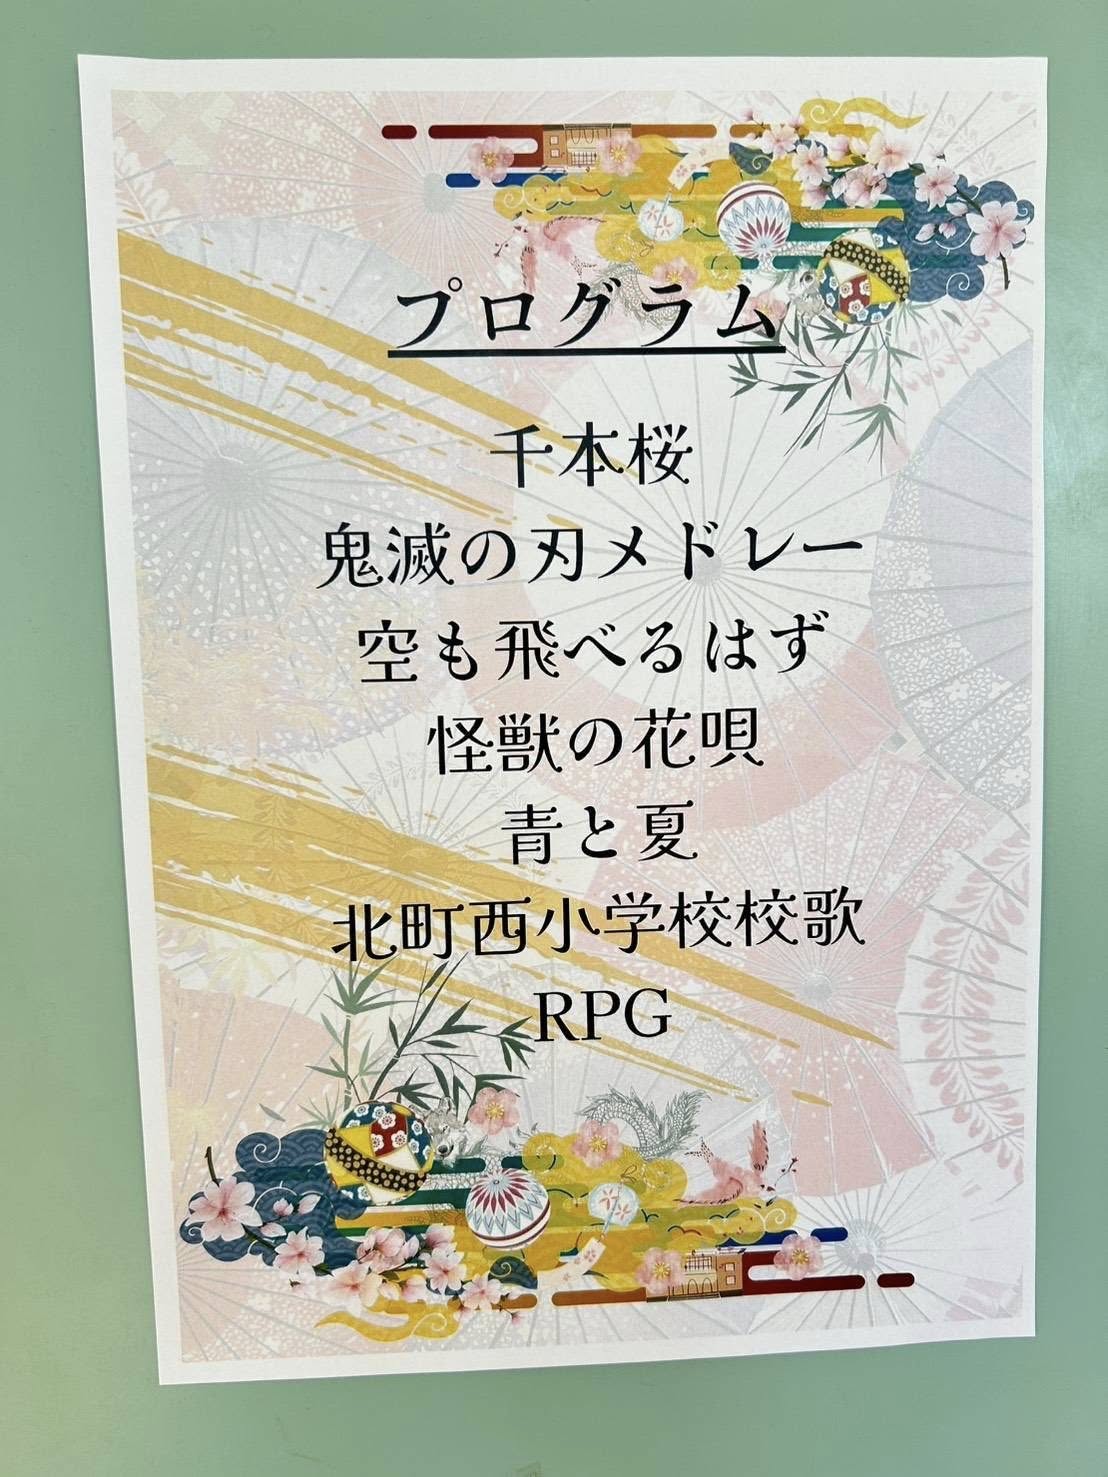 プログラム
千本桜
鬼滅の刃メドレー
空も飛べるはず
怪獣の花唄
青と夏
北町西小学校校歌
RPG